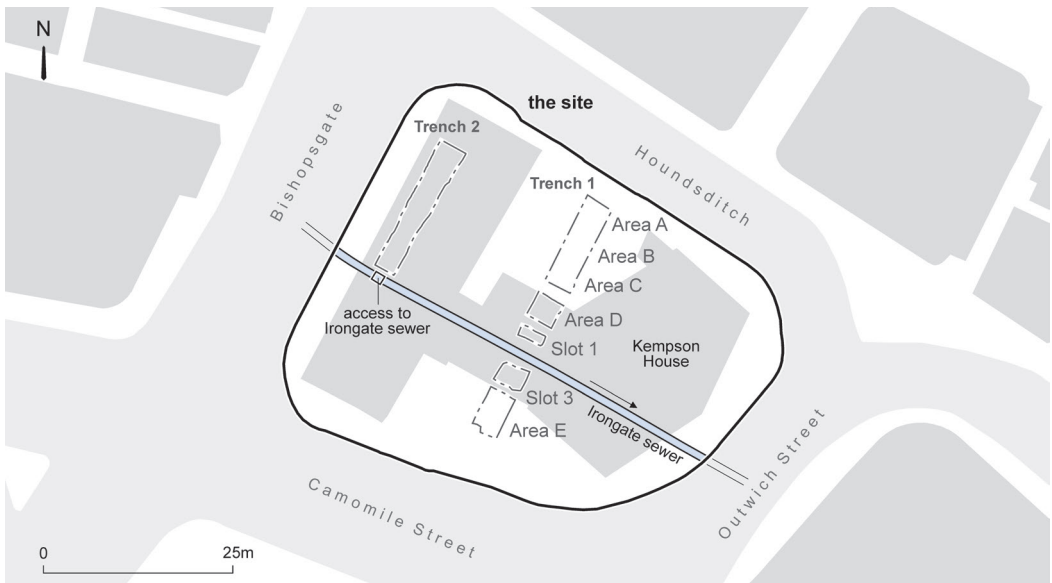 N
the site
Trench 2
Bishopsgate
Houndsditch
Trench 1
Area A
Area B
Area C
access to
Irongate sewer
Area D
Slot 1
Kempson
House
Slot 3
Irongate sewer
Area E
Outwich Street
Camomile Street
0 25m